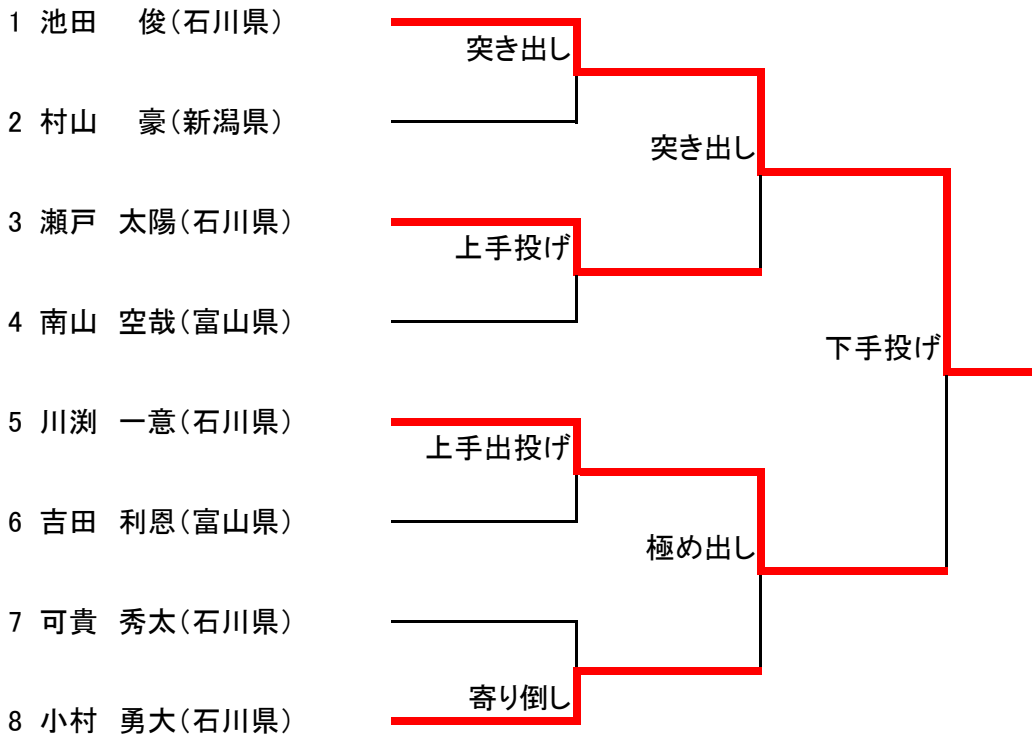 1 池田 俊(石川県)
突き出し
2 村山 豪(新潟県)
突き出し
3 瀬戸 太陽(石川県)
上手投げ
4 南山 空哉(富山県)
下手投げ
5 川渕 一意(石川県)
上手出投げ
6 吉田 利恩(富山県)
極め出し
7 可貴 秀太(石川県)
寄り倒し
8 小村 勇大(石川県)